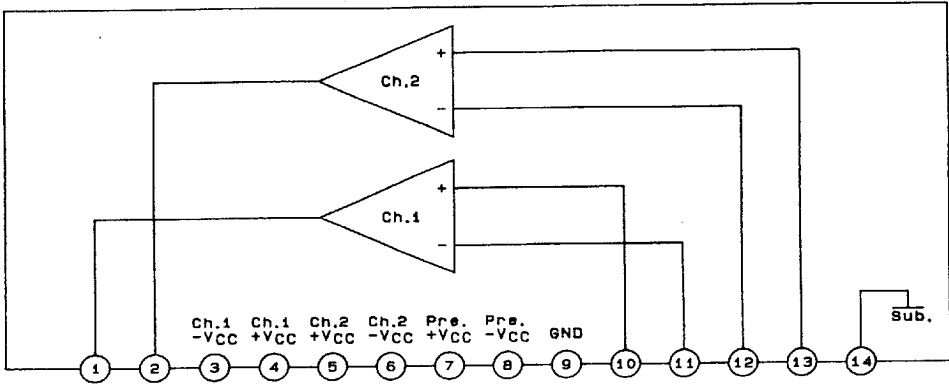 +
Ch.2
-
+
Ch.1
-
Sub.
Ch.1 Ch.1 Ch.2 Ch.2 Pre. Pre. GND
-VCC +VCC +VCC -VCC +VCC -VCC
1 2 3 4 5 6 7 8 9 10 11 12 13 14